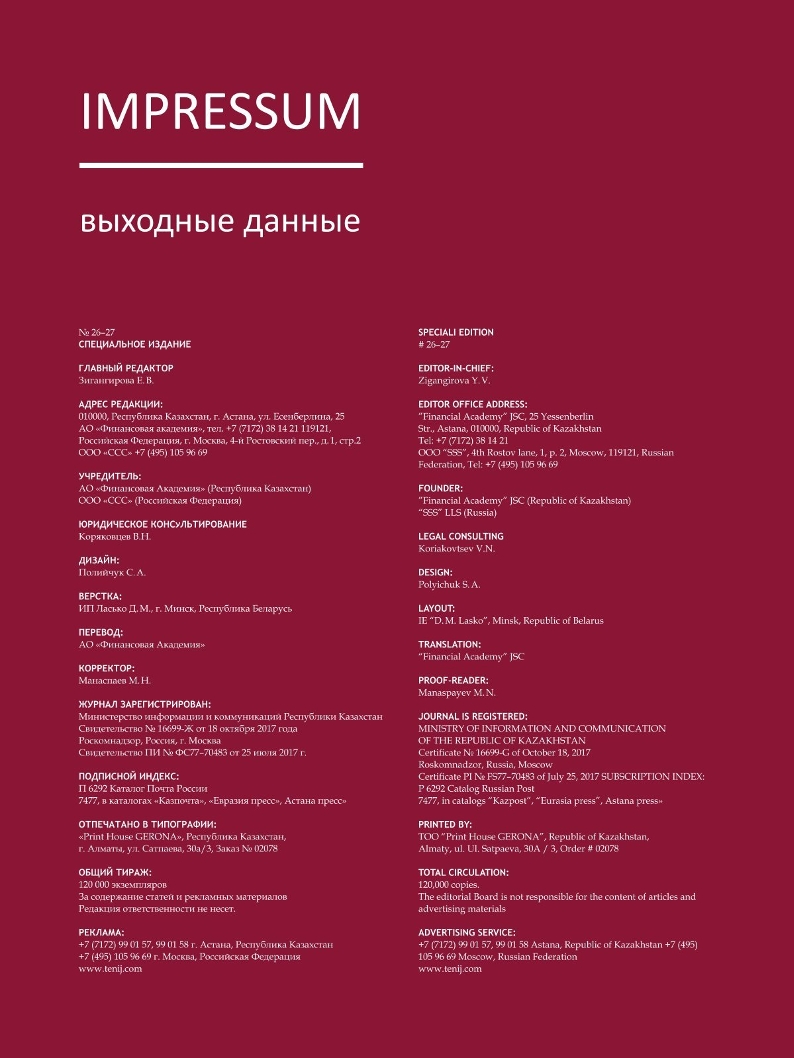 IMPRESSUM
выходные данные
№ 26–27
СПЕЦИАЛЬНОЕ ИЗДАНИЕ
ГЛАВНЫЙ РЕДАКТОР
Зигангирова Е. В.
АДРЕС РЕДАКЦИИ:
010000, Республика Казахстан, г. Астана, ул. Есенберлина, 25
АО «Финансовая академия», тел. +7 (7172) 38 14 21 119121,
Российская Федерация, г. Москва, 4-й Ростовский пер., д.1, стр.2
ООО «ССС» +7 (495) 105 96 69
УЧРЕДИТЕЛЬ:
АО «Финансовая Академия» (Республика Казахстан)
ООО «ССС» (Российская Федерация)
ЮРИДИЧЕСКОЕ КОНСУЛЬТИРОВАНИЕ
Коряковцев В.Н.
ДИЗАЙН:
Полийчук С. А.
ВЕРСТКА:
ИП Ласько Д. М., г. Минск, Республика Беларусь
ПЕРЕВОД:
АО «Финансовая Академия»
КОРРЕКТОР:
Манаспаев М. Н.
ЖУРНАЛ ЗАРЕГИСТРИРОВАН:
Министерство информации и коммуникаций Республики Казахстан
Свидетельство № 16699-Ж от 18 октября 2017 года
Роскомнадзор, Россия, г. Москва
Свидетельство ПИ № ФС77–70483 от 25 июля 2017 г.
ПОДПИСНОЙ ИНДЕКС:
П 6292 Каталог Почта России
7477, в каталогах «Казпочта», «Евразия пресс», Астана пресс»
ОТПЕЧАТАНО В ТИПОГРАФИИ:
«Print House GERONA», Республика Казахстан,
г. Алматы, ул. Сатпаева, 30а/3, Заказ № 02078
ОБЩИЙ ТИРАЖ:
120 000 экземпляров
За содержание статей и рекламных материалов
Редакция ответственности не несет.
РЕКЛАМА:
+7 (7172) 99 01 57, 99 01 58 г. Астана, Республика Казахстан
+7 (495) 105 96 69 г. Москва, Российская Федерация
www.tenij.com
SPECIALI EDITION
# 26–27
EDITOR-IN-CHIEF:
Zigangirova Y. V.
EDITOR OFFICE ADDRESS:
“Financial Academy” JSC, 25 Yessenberlin
Str., Astana, 010000, Republic of Kazakhstan
Tel: +7 (7172) 38 14 21
OOO “SSS”, 4th Rostov lane, 1, p. 2, Moscow, 119121, Russian
Federation, Tel: +7 (495) 105 96 69
FOUNDER:
“Financial Academy” JSC (Republic of Kazakhstan)
“SSS” LLS (Russia)
LEGAL CONSULTING
Koriakovtsev V.N.
DESIGN:
Polyichuk S. A.
LAYOUT:
IE “D. M. Lasko”, Minsk, Republic of Belarus
TRANSLATION:
“Financial Academy” JSC
PROOF-READER:
Manaspayev M. N.
JOURNAL IS REGISTERED:
MINISTRY OF INFORMATION AND COMMUNICATION
OF THE REPUBLIC OF KAZAKHSTAN
Certificate № 16699-G of October 18, 2017
Roskomnadzor, Russia, Moscow
Certificate PI № FS77–70483 of July 25, 2017 SUBSCRIPTION INDEX:
P 6292 Catalog Russian Post
7477, in catalogs “Kazpost”, “Eurasia press”, Astana press»
PRINTED BY:
TOO “Print House GERONA”, Republic of Kazakhstan,
Almaty, ul. Ul. Satpaeva, 30A / 3, Order # 02078
TOTAL CIRCULATION:
120,000 copies.
The editorial Board is not responsible for the content of articles and
advertising materials
ADVERTISING SERVICE:
+7 (7172) 99 01 57, 99 01 58 Astana, Republic of Kazakhstan +7 (495)
105 96 69 Moscow, Russian Federation
www.tenij.com